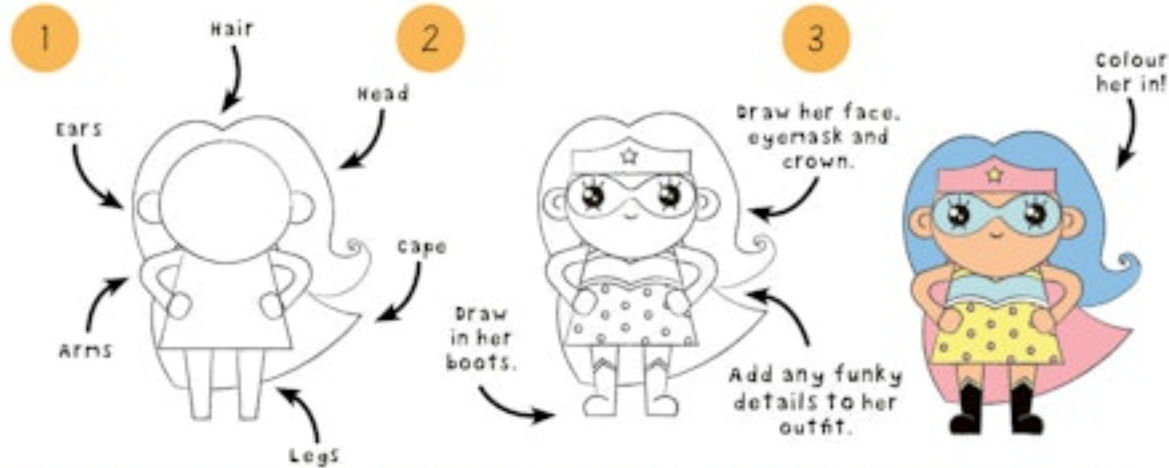 1
Hair
Head
Ears
Cape
Arms
Legs
2
Draw her face,
eyemask and
crown.
Draw
in her
boots.
Add any funky
details to her
outfit.
3
Colour
her in!